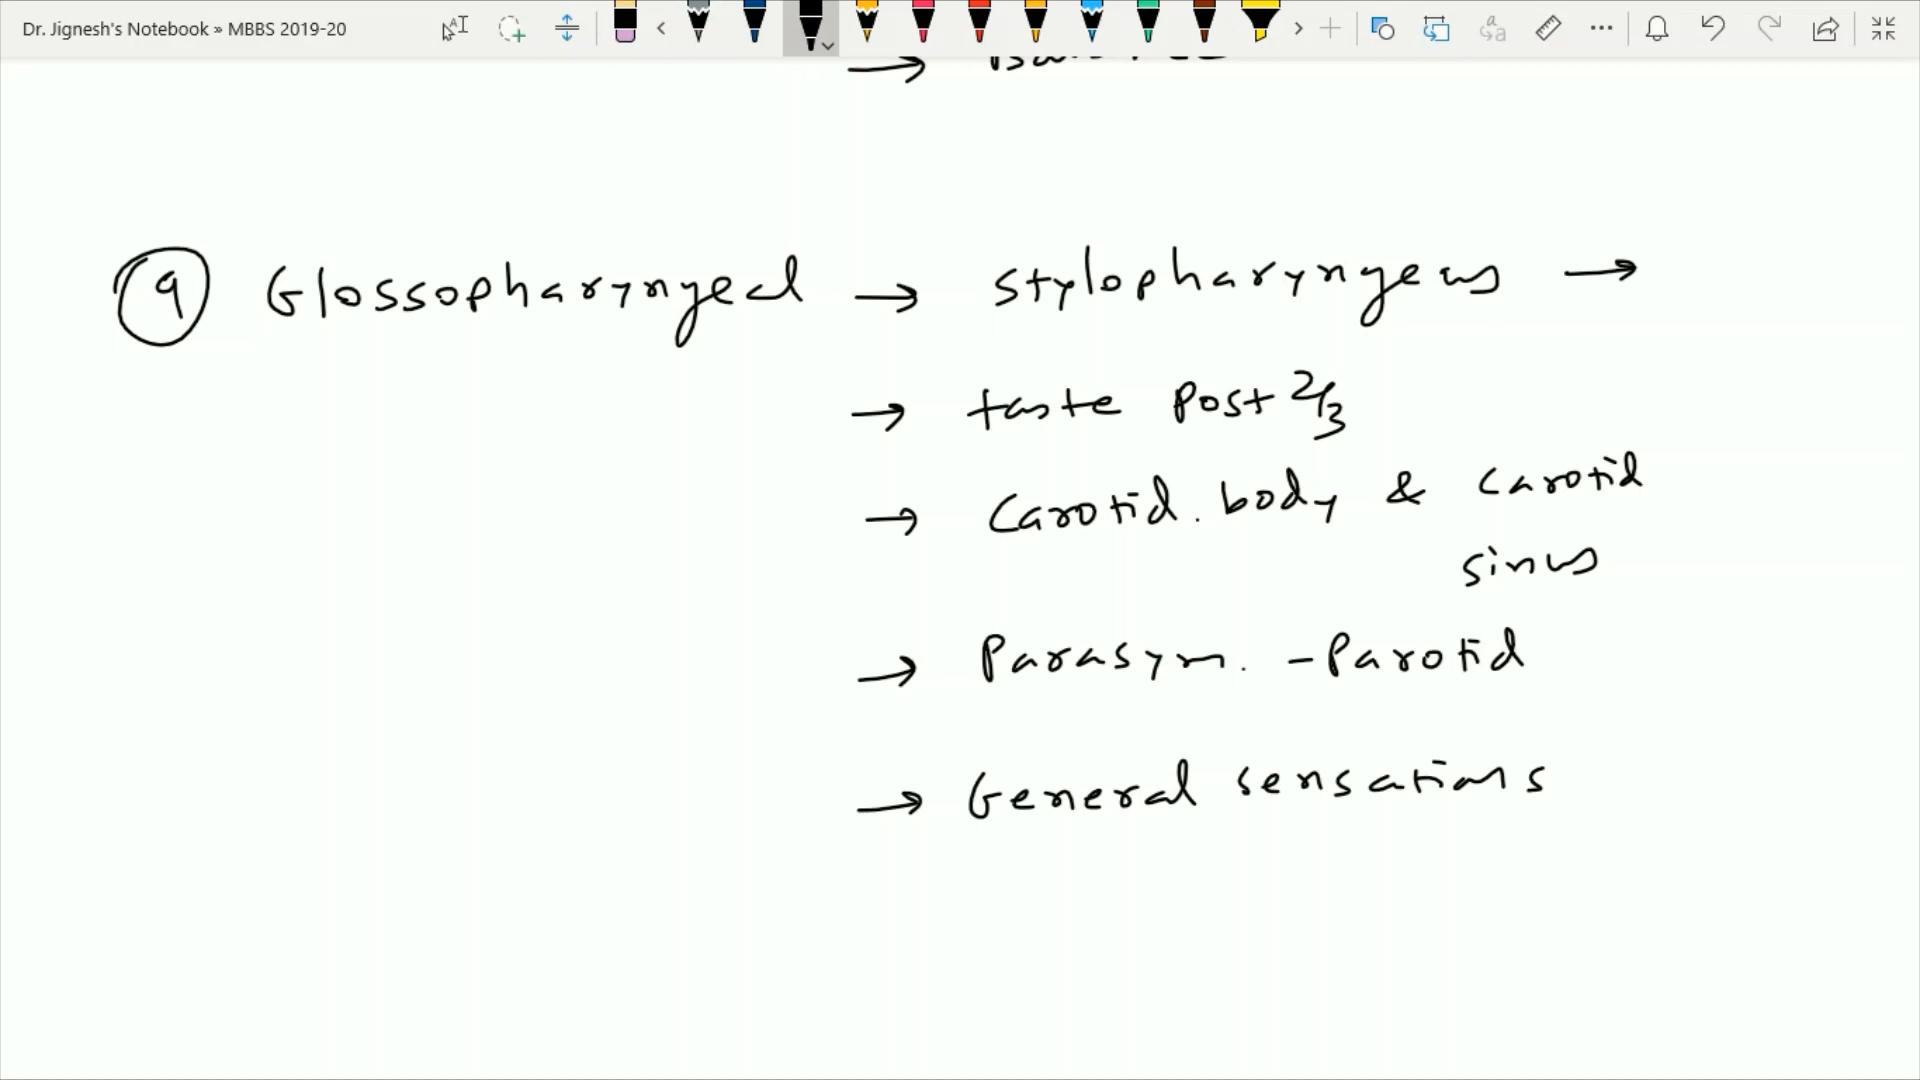 Dr. Jignesh's Notebook » MBBS 2019-20
9 Glossopharyngeal → stylopharyngeus →
→ taste post 2/3
→ Carotid. body & carotid
sinus
→ Parasym. - Parotid
→ General sensations